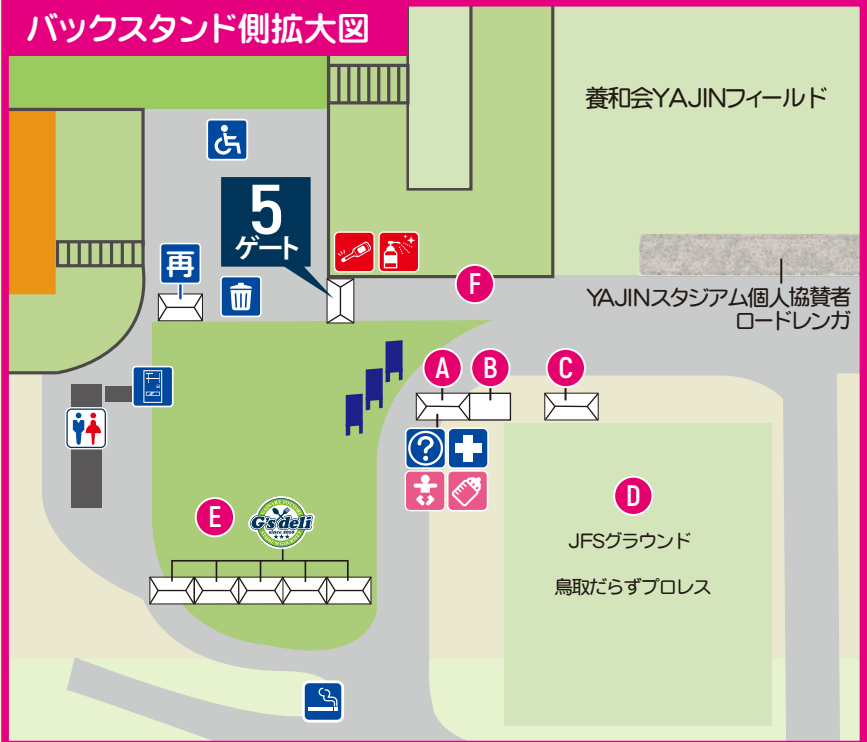 バックスタンド側拡大図
養和会YAJINフィールド
5
ゲート
再
F
YAJINスタジアム個人協賛者
ロードレンガ
A
B
C
?
D
E
G'sdeli
since 2010
JFSグラウンド
鳥取だらずプロレス